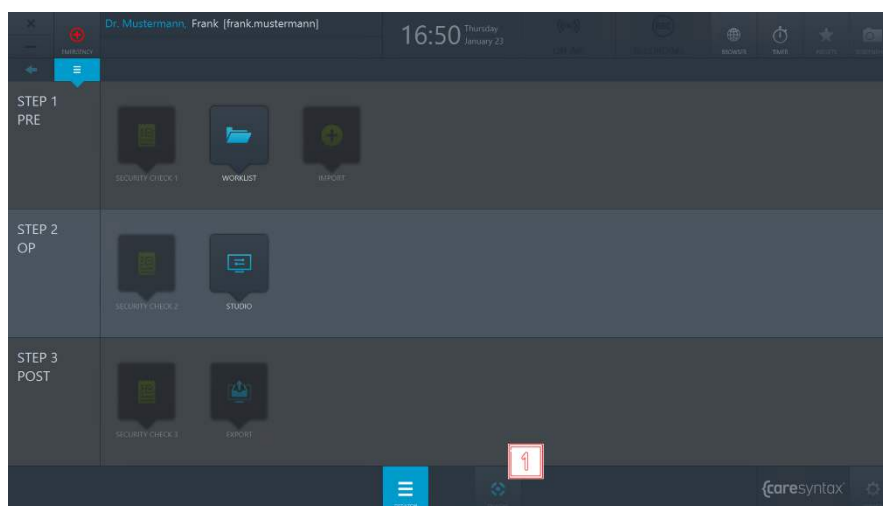 Dr. Mustermann, Frank [frank.mustermann]
16:50 Thursday
January 23
EMERGENCY
BROWSER
TIMER
STEP 1
PRE
SECURITY CHECK 1
WORKLIST
IMPORT
STEP 2
OP
SECURITY CHECK 2
STUDIO
STEP 3
POST
SECURITY CHECK 3
EXPORT
1
{caresyntax